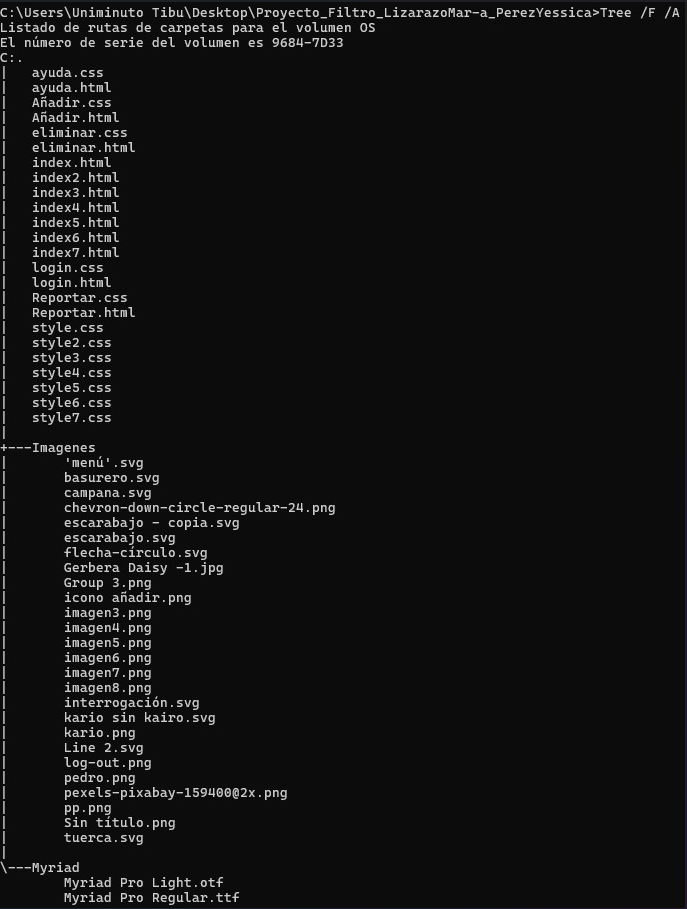 C:\Users\Uniminuto Tibu\Desktop\Proyecto_Filtro_LizarazoMar-a_PerezYessica>Tree /F /A
Listado de rutas de carpetas para el volumen OS
El número de serie del volumen es 9684-7D33
C:.
|   ayuda.css
|   ayuda.html
|   Añadir.css
|   Añadir.html
|   eliminar.css
|   eliminar.html
|   index.html
|   index2.html
|   index3.html
|   index4.html
|   index5.html
|   index6.html
|   index7.html
|   login.css
|   login.html
|   Reportar.css
|   Reportar.html
|   style.css
|   style2.css
|   style3.css
|   style4.css
|   style5.css
|   style6.css
|   style7.css
|
+---Imagenes
|       'menú'.svg
|       basurero.svg
|       campana.svg
|       chevron-down-circle-regular-24.png
|       escarabajo - copia.svg
|       escarabajo.svg
|       flecha-círculo.svg
|       Gerbera Daisy -1.jpg
|       Group 3.png
|       icono añadir.png
|       imagen3.png
|       imagen4.png
|       imagen5.png
|       imagen6.png
|       imagen7.png
|       imagen8.png
|       interrogación.svg
|       kario sin kairo.svg
|       kario.png
|       Line 2.svg
|       log-out.png
|       pedro.png
|       pexels-pixabay-159400@2x.png
|       pp.png
|       Sin título.png
|       tuerca.svg
|
\---Myriad
        Myriad Pro Light.otf
        Myriad Pro Regular.ttf